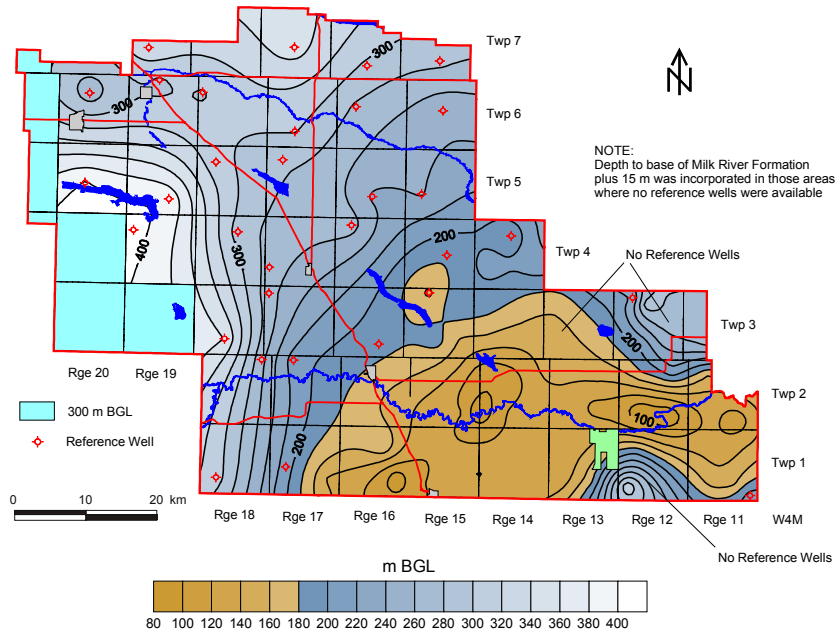 Twp 7
300
N
300
Twp 6
NOTE:
Depth to base of Milk River Formation
plus 15 m was incorporated in those areas
where no reference wells were available
Twp 5
400
300
200
Twp 4
No Reference Wells
200
Twp 3
Rge 20 Rge 19
300 m BGL
Reference Well
200
100
Twp 2
Twp 1
0 10 20 km
Rge 18 Rge 17 Rge 16 Rge 15 Rge 14 Rge 13 Rge 12 Rge 11 W4M
No Reference Wells
m BGL
80 100 120 140 160 180 200 220 240 260 280 300 320 340 360 380 400